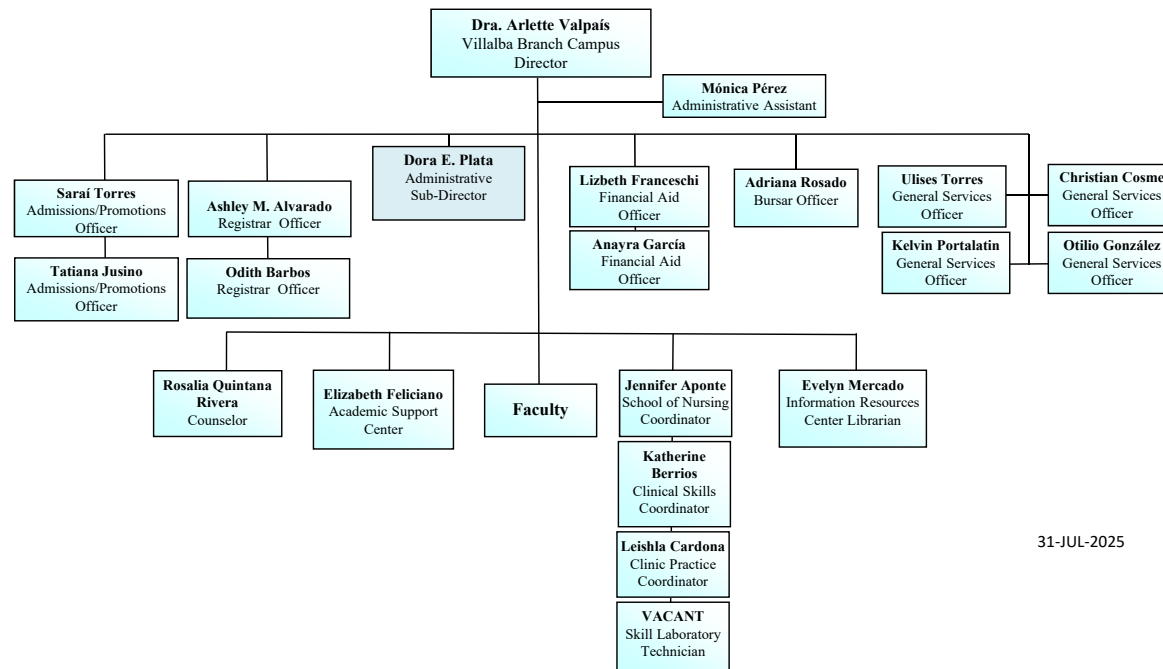 Dra. Arlette Valpaís
Villalba Branch Campus
Director
Mónica Pérez
Administrative Assistant
Saraí Torres
Admissions/Promotions
Officer
Ashley M. Alvarado
Registrar Officer
Dora E. Plata
Administrative
Sub-Director
Lizbeth Franceschi
Financial Aid
Officer
Adriana Rosado
Bursar Officer
Ulises Torres
General Services
Officer
Christian Cosme
General Services
Officer
Tatiana Jusino
Admissions/Promotions
Officer
Odith Barbos
Registrar Officer
Anayra García
Financial Aid
Officer
Kelvin Portalatin
General Services
Officer
Otilio González
General Services
Officer
Rosalia Quintana
Rivera
Counselor
Elizabeth Feliciano
Academic Support
Center
Faculty
Jennifer Aponte
School of Nursing
Coordinator
Evelyn Mercado
Information Resources
Center Librarian
Katherine
Berrios
Clinical Skills
Coordinator
Leishla Cardona
Clinic Practice
Coordinator
VACANT
Skill Laboratory
Technician
31-JUL-2025